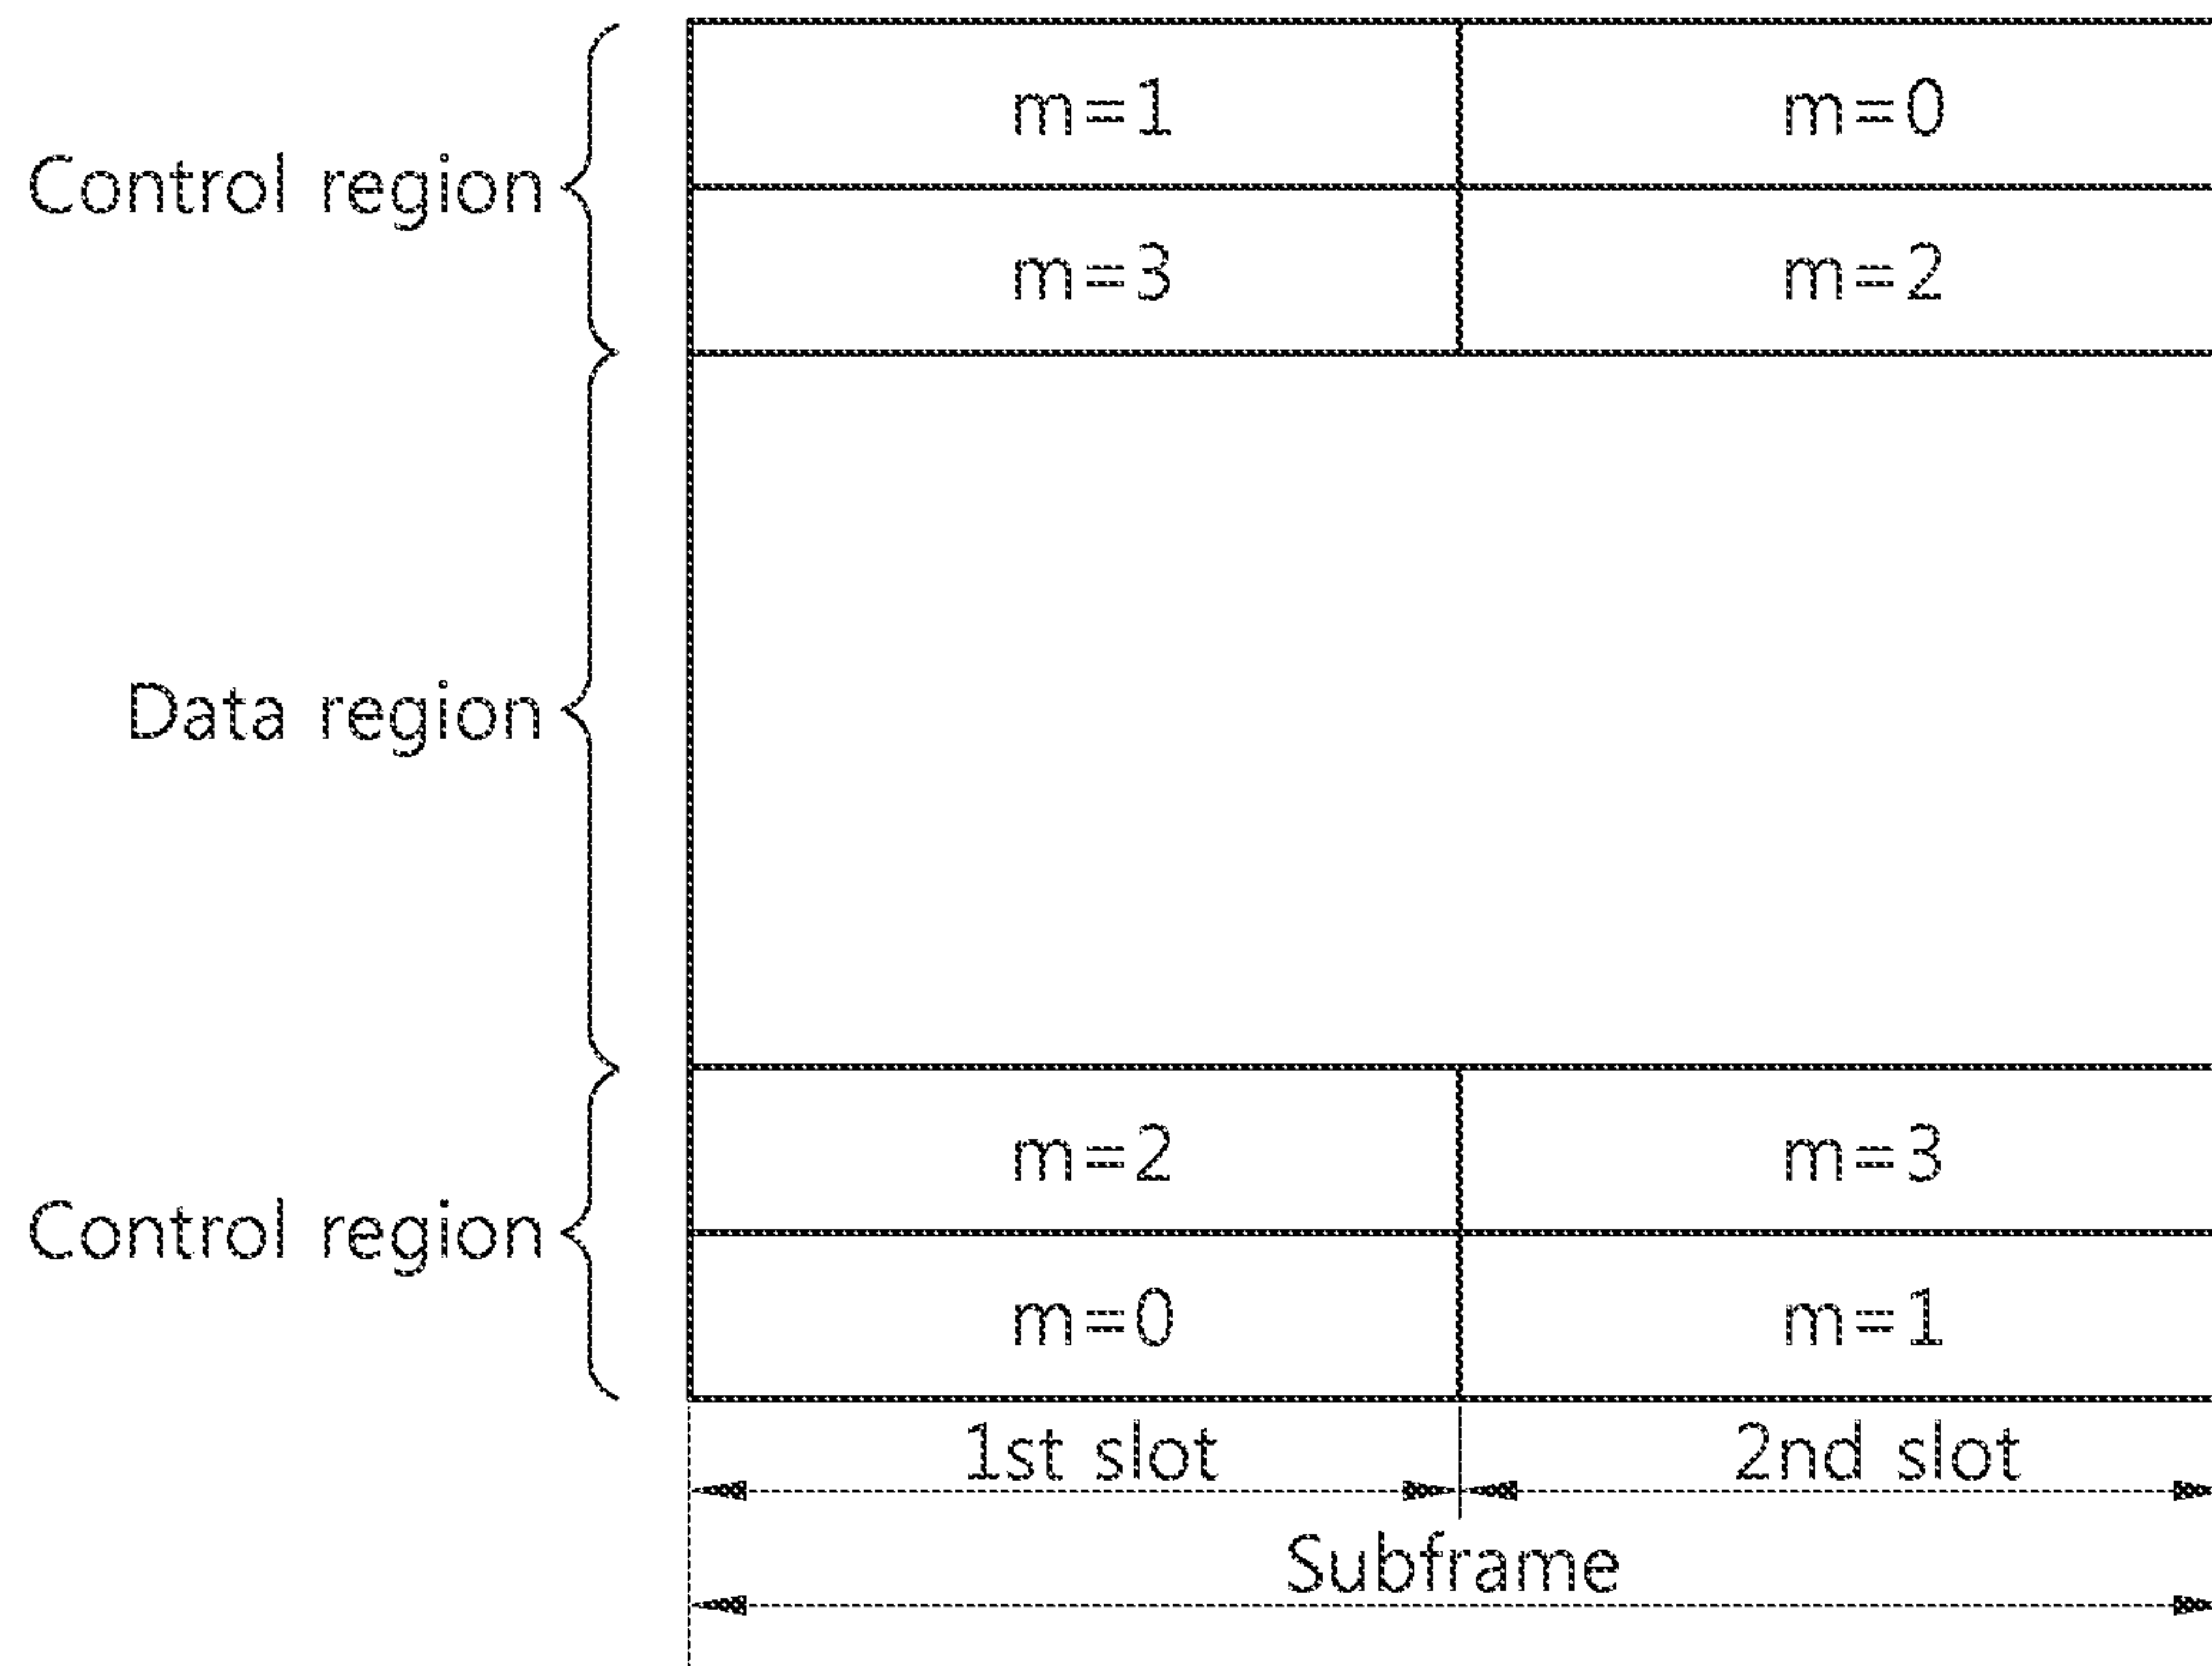 m=1 m=0
Control region
m=3 m=2
Data region
m=2 m=3
Control region
m=0 m=1
1st slot 2nd slot
Subframe